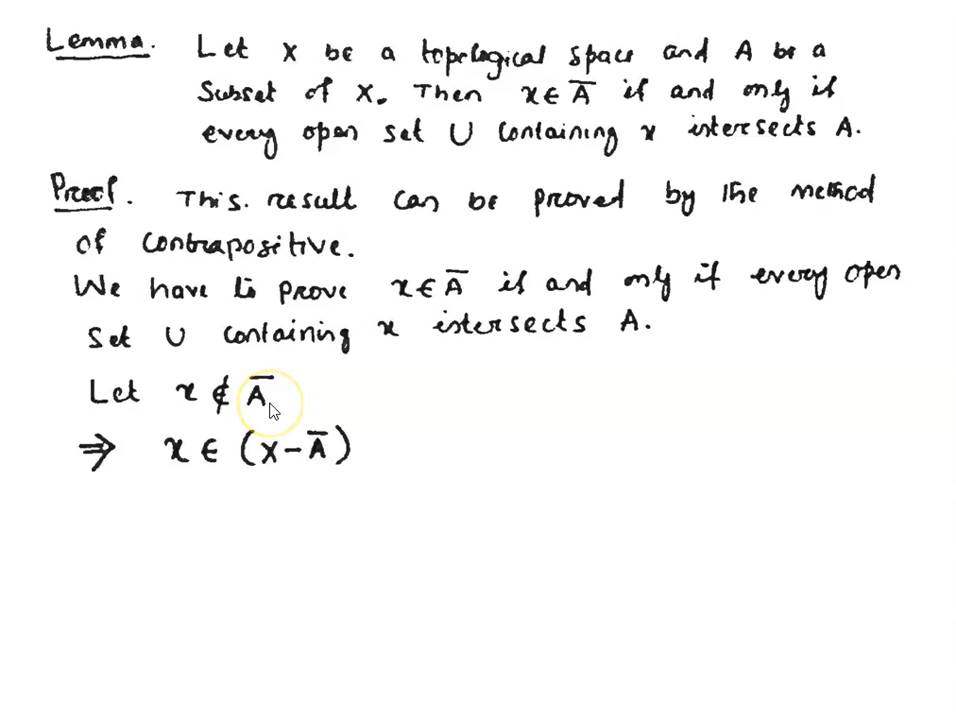 Lemma. Let X be a topological space and A be a
Subset of X. Then x ∈ A̅ if and only if
every open set U containing x intersects A.
Proof. This result can be proved by the method
of contrapositive.
We have to prove x ∈ A̅ if and only if every open
Set U containing x intersects A.
Let x ∉ A̅
⇒ x ∈ (X - A̅)